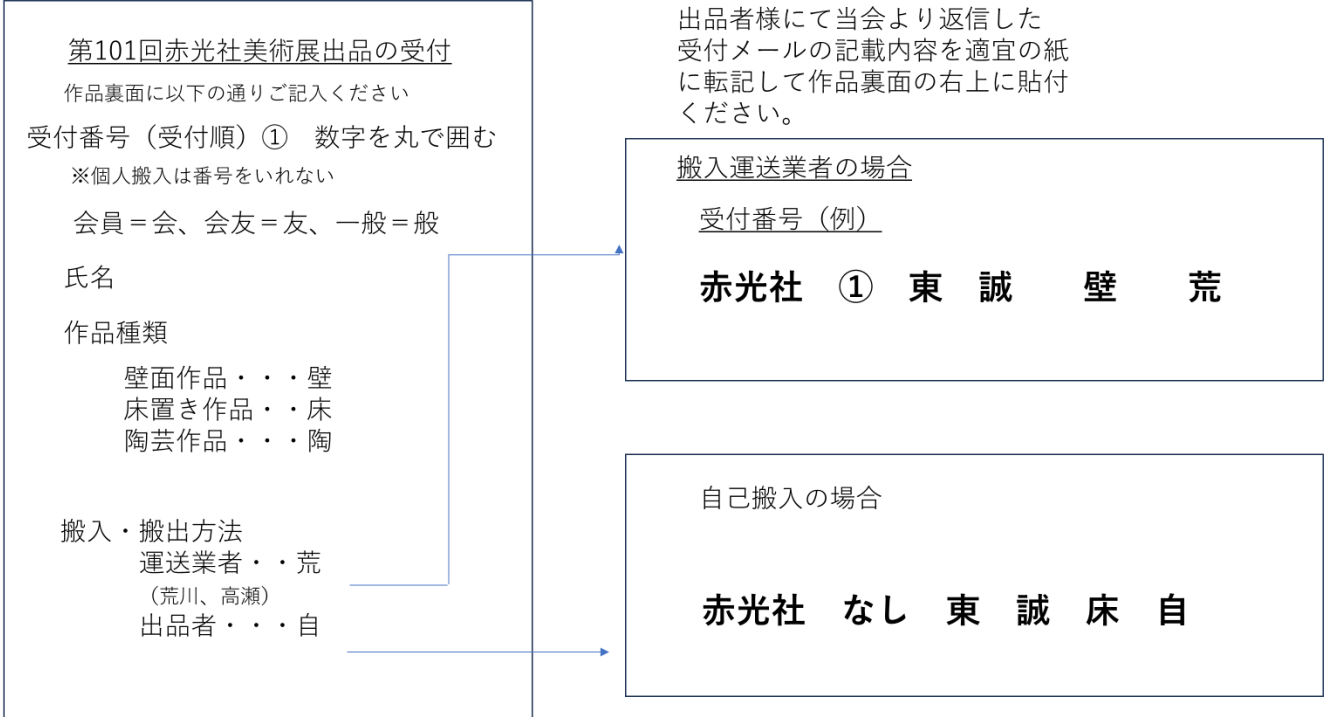 第101回赤光社美術展出品の受付
作品裏面に以下の通りご記入ください
受付番号（受付順）①　数字を丸で囲む
※個人搬入は番号をいれない
会員＝会、会友＝友、一般＝般
氏名
作品種類
壁面作品・・・壁
床置き作品・・床
陶芸作品・・・陶
搬入・搬出方法
運送業者・・荒
（荒川、高瀬）
出品者・・・自
出品者様にて当会より返信した
受付メールの記載内容を適宜の紙
に転記して作品裏面の右上に貼付
ください。
搬入運送業者の場合
受付番号（例）
赤光社　①　東　誠　　壁　　荒
自己搬入の場合
赤光社　なし　東　誠　床　自